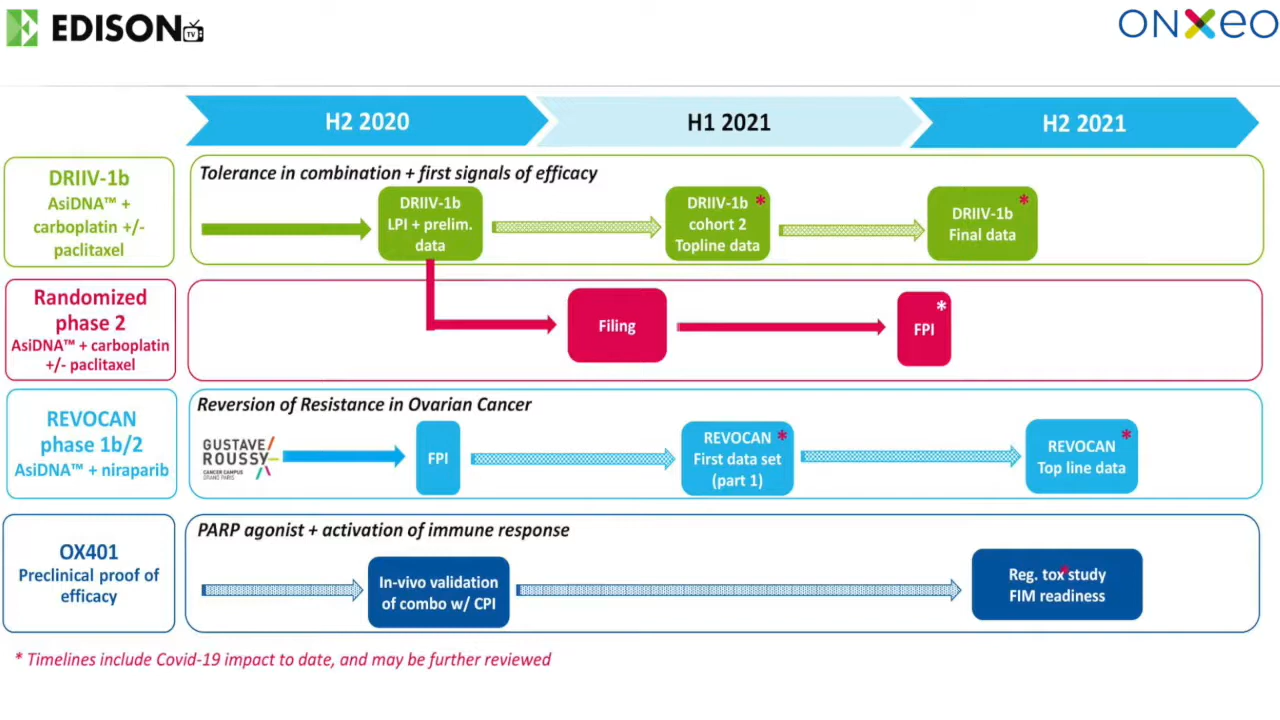 EDISON TV
ONXEO
H2 2020
H1 2021
H2 2021
DRIIV-1b
AsiDNA™ +
carboplatin +/-
paclitaxel
Tolerance in combination + first signals of efficacy
DRIIV-1b
LPI + prelim.
data
DRIIV-1b *
cohort 2
Topline data
*
DRIIV-1b
Final data
Randomized
phase 2
AsiDNA™ + carboplatin
+/- paclitaxel
Filing
*
FPI
REVOCAN
phase 1b/2
AsiDNA™ + niraparib
Reversion of Resistance in Ovarian Cancer
GUSTAVE/
ROUSSY
CANCER CAMPUS
GRAND PARIS
FPI
REVOCAN *
First data set
(part 1)
*
REVOCAN
Top line data
OX401
Preclinical proof of
efficacy
PARP agonist + activation of immune response
In-vivo validation
of combo w/ CPI
*
Reg. tox study
FIM readiness
* Timelines include Covid-19 impact to date, and may be further reviewed